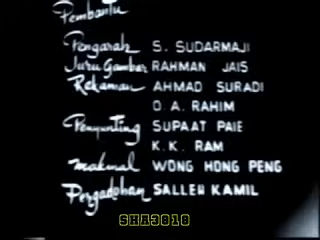 Pembantu
Pengarah S. SUDARMAJI
Juru Gambar RAHMAN JAIS
Rekaman AHMAD SURADI
O. A. RAHIM
Penyunting SUPAAT PAIE
K. K. RAM
Makmal WONG HONG PENG
Pergadohan SALLEH KAMIL
SHA3010